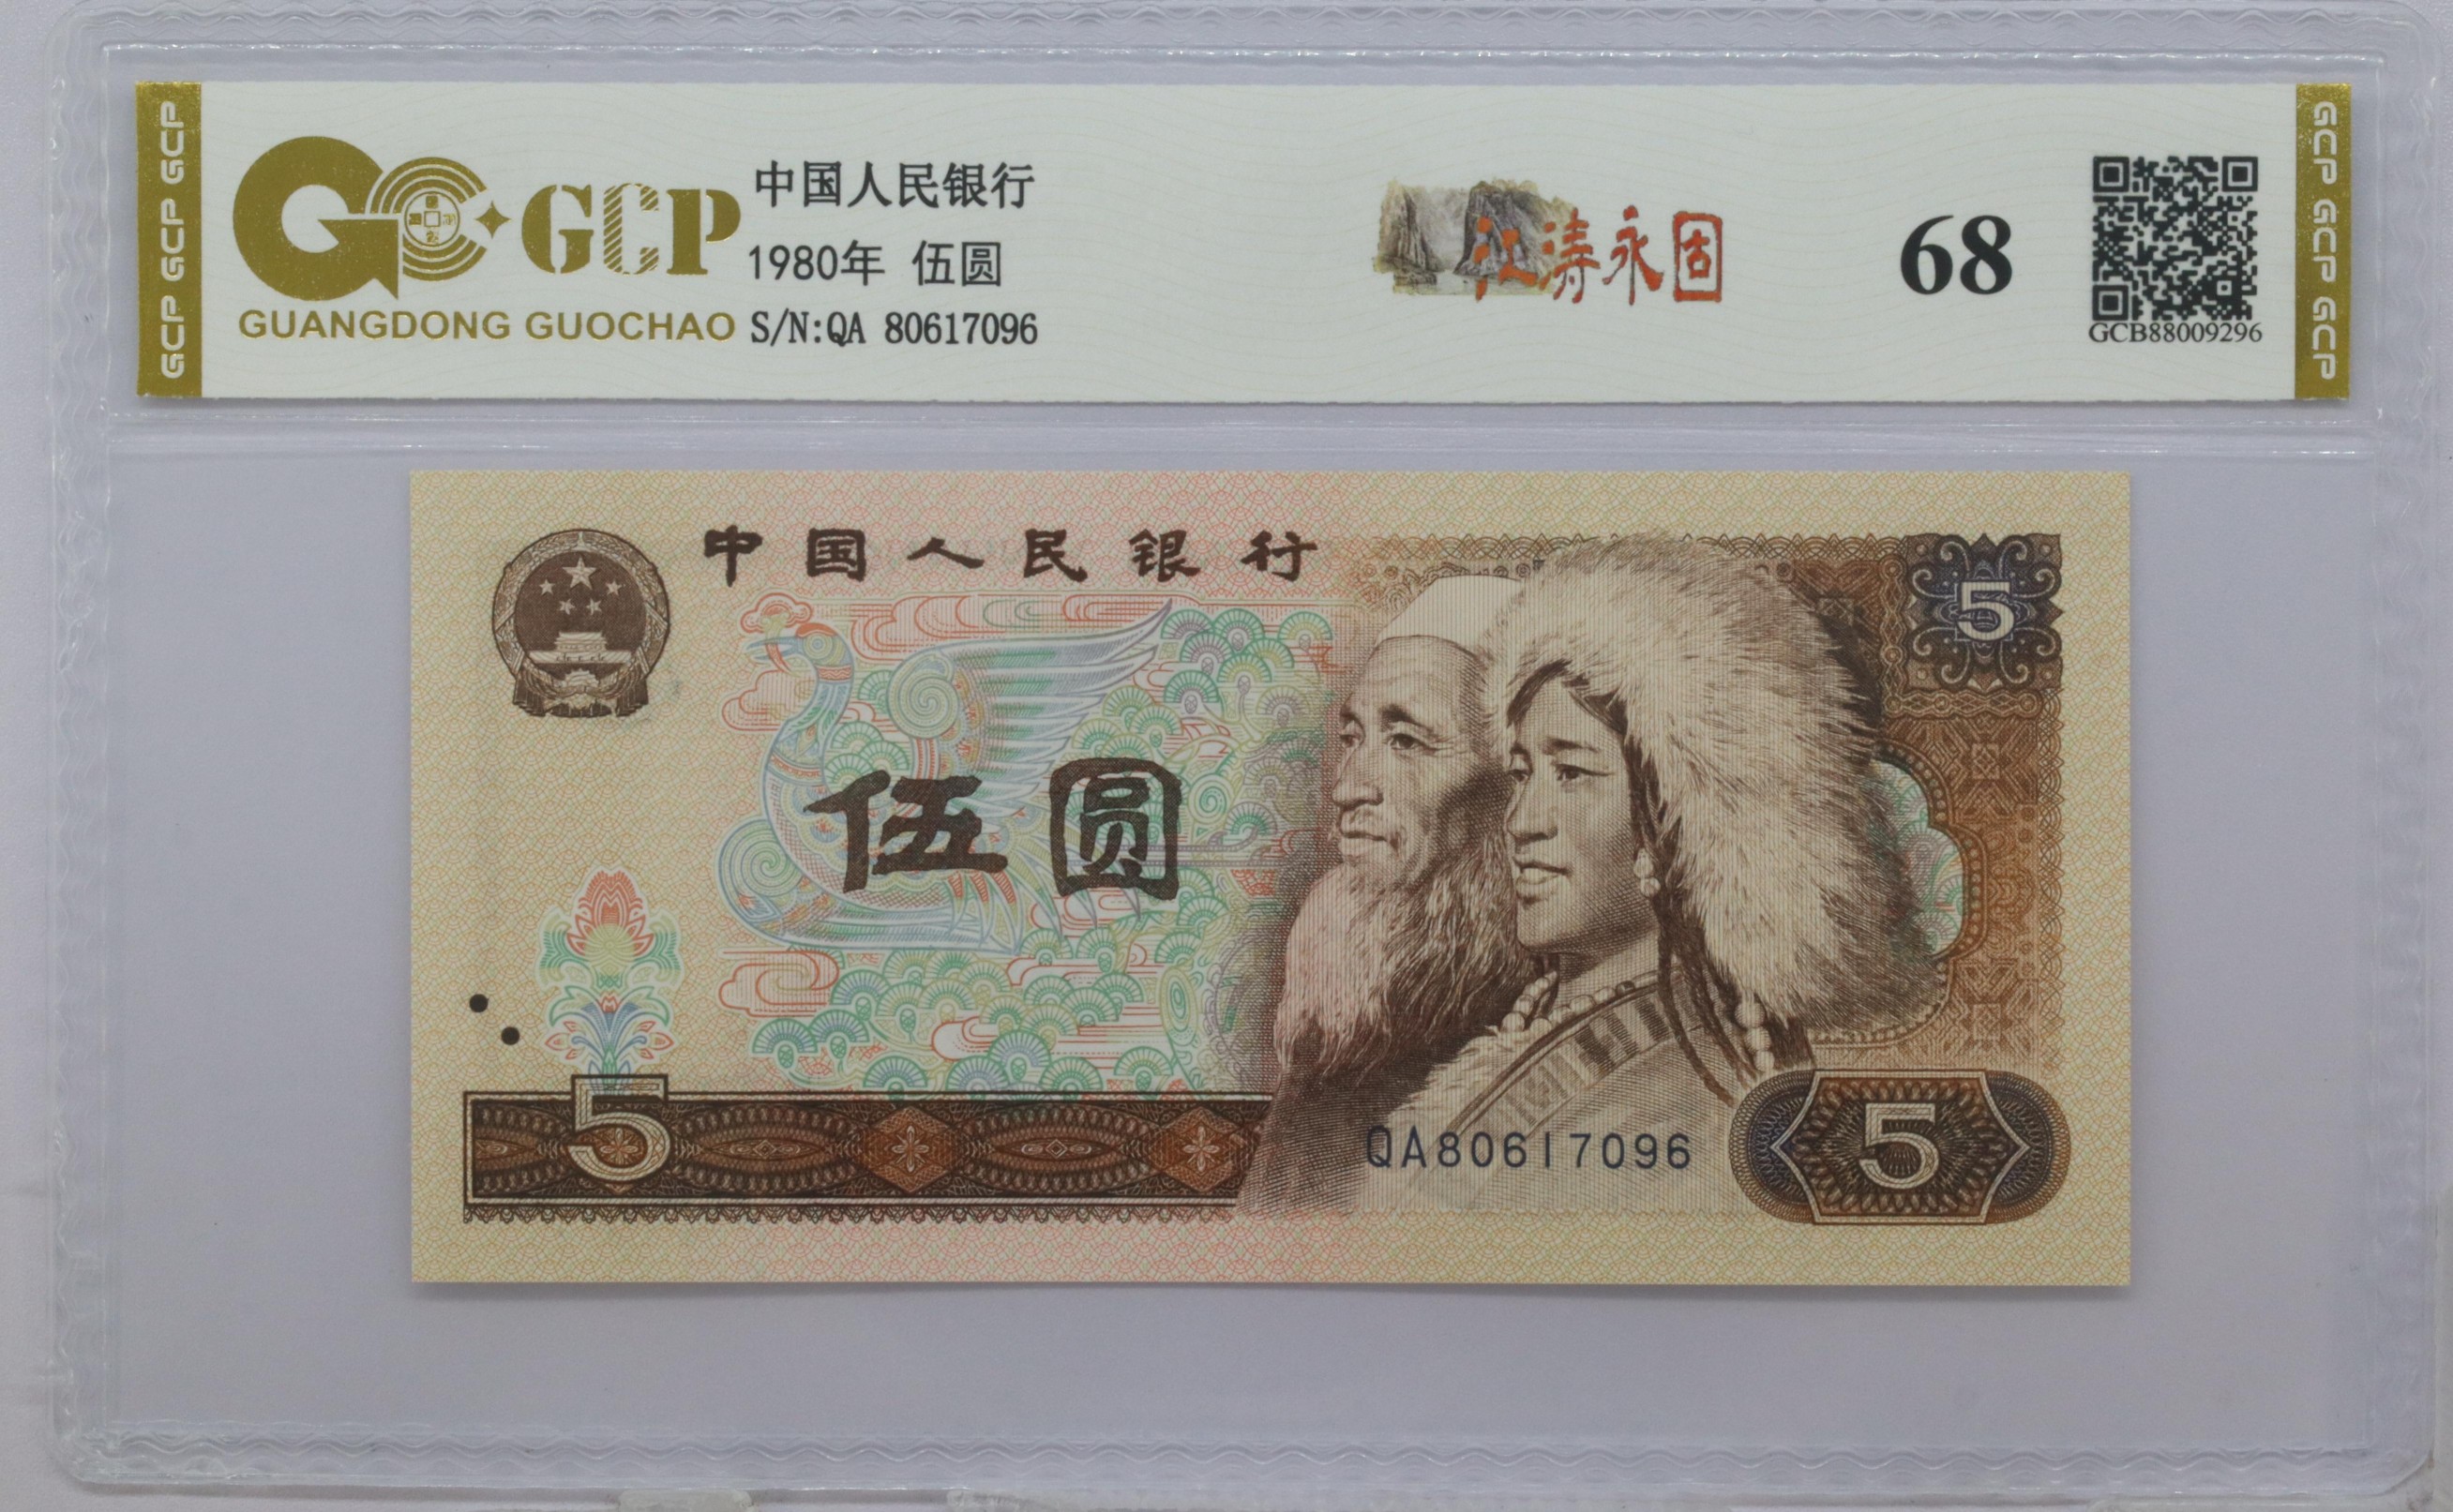 GCP GCP GCP
GCP
GUANGDONG GUOCHAO
中国人民银行
1980年 伍圆
S/N:QA 80617096
江涛永固
68
GCB88009296
GCP GCP GCP
中国人民银行
5
伍圆
5
QA80617096
5